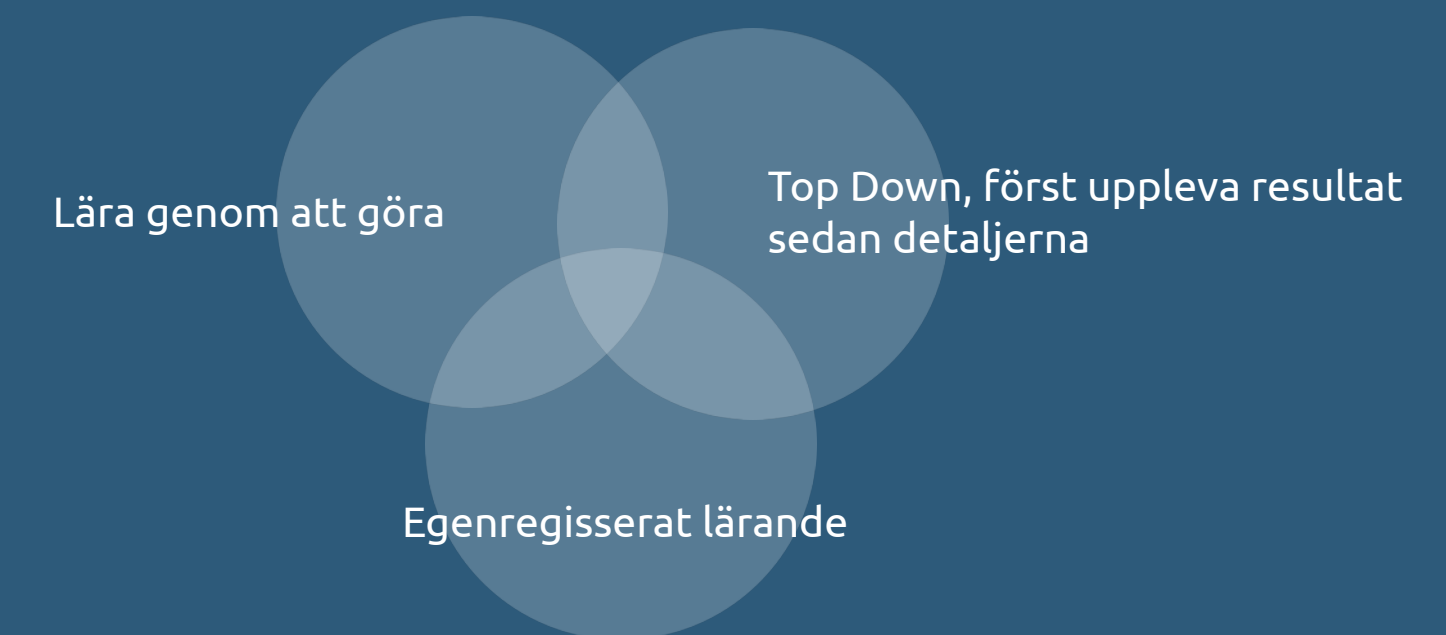 Lära genom att göra
Top Down, först uppleva resultat
sedan detaljerna
Egenregisserat lärande